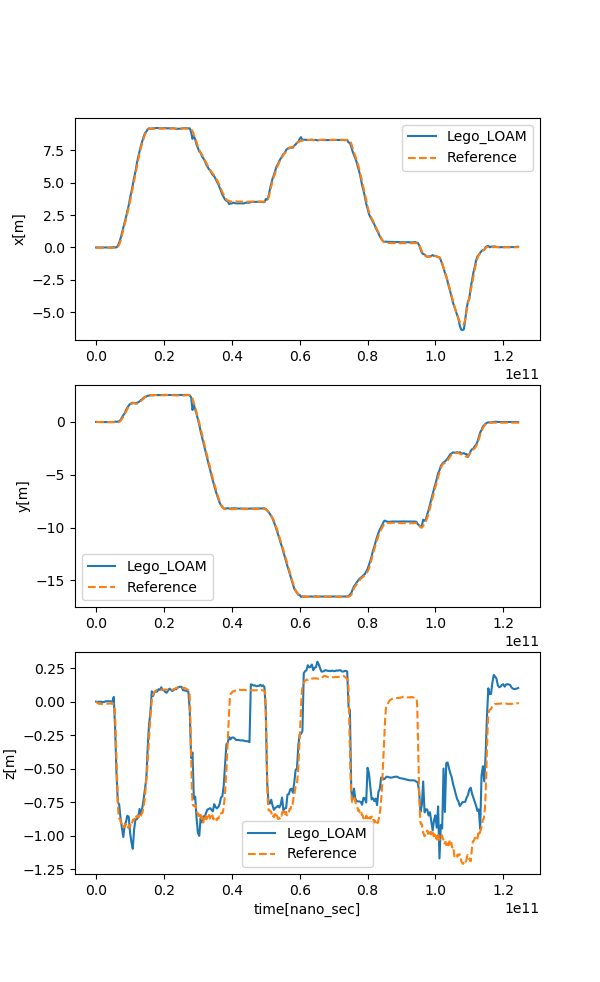 7.5
5.0
2.5
0.0
−2.5
−5.0
x[m]
Lego_LOAM
Reference
0.0 0.2 0.4 0.6 0.8 1.0 1.2
1e11
0
−5
−10
−15
y[m]
Lego_LOAM
Reference
0.0 0.2 0.4 0.6 0.8 1.0 1.2
1e11
0.25
0.00
−0.25
−0.50
−0.75
−1.00
−1.25
z[m]
Lego_LOAM
Reference
0.0 0.2 0.4 0.6 0.8 1.0 1.2
time[nano_sec]
1e11